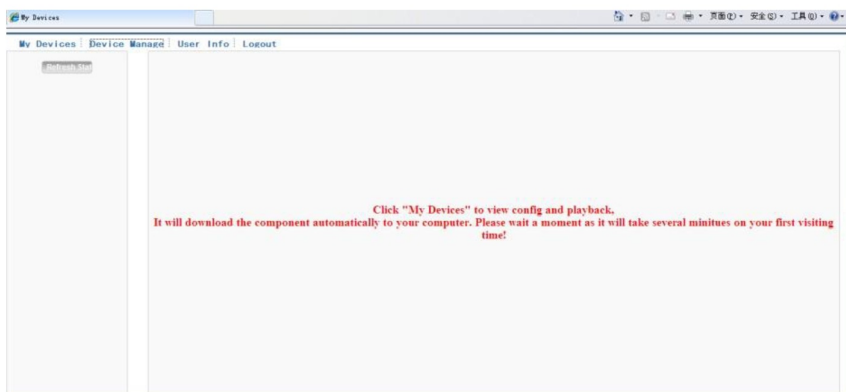 My Devices
页面(P) 安全(S) 工具(O)
My Devices Device Manage User Info Logout
Refresh Stat
Click "My Devices" to view config and playback,
It will download the component automatically to your computer. Please wait a moment as it will take several minitues on your first visiting
time!